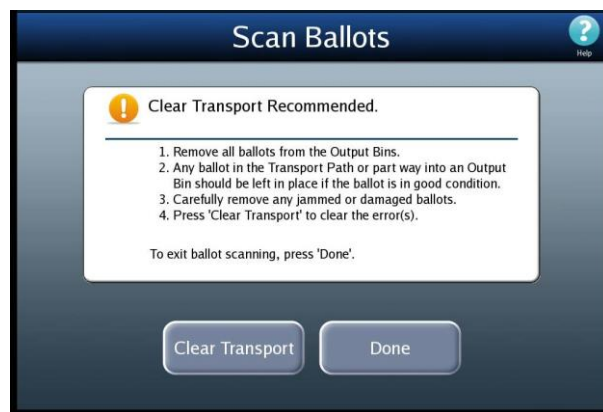 Scan Ballots
Help
Clear Transport Recommended.
1. Remove all ballots from the Output Bins.
2. Any ballot in the Transport Path or part way into an Output
Bin should be left in place if the ballot is in good condition.
3. Carefully remove any jammed or damaged ballots.
4. Press 'Clear Transport' to clear the error(s).
To exit ballot scanning, press 'Done'.
Clear Transport
Done